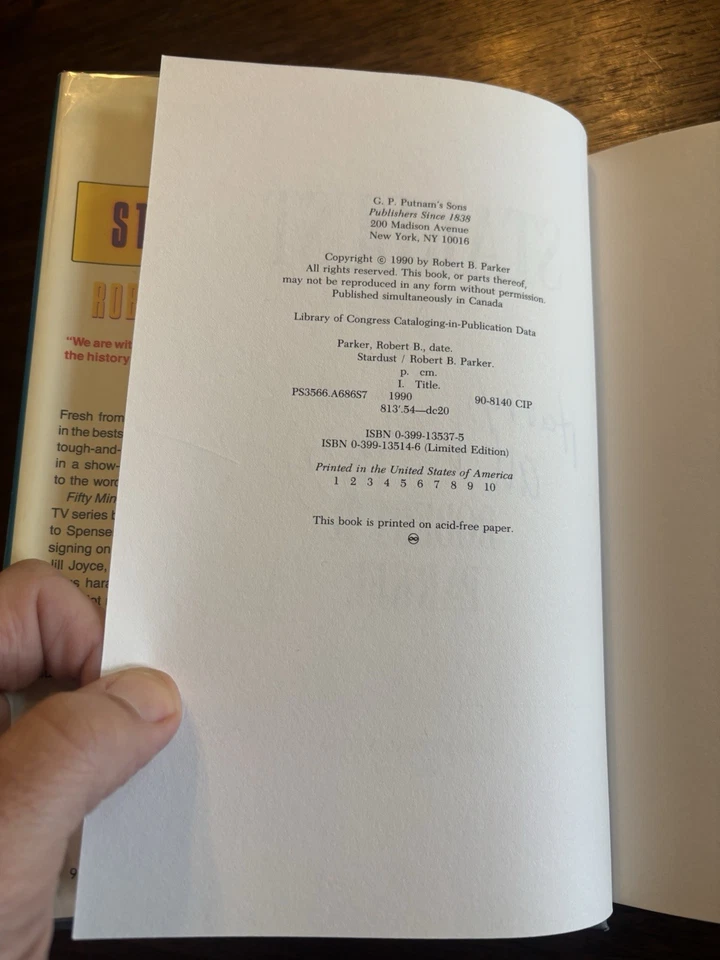 G. P. Putnam's Sons
Publishers Since 1838
200 Madison Avenue
New York, NY 10016
Copyright © 1990 by Robert B. Parker
All rights reserved. This book, or parts thereof,
may not be reproduced in any form without permission.
Published simultaneously in Canada
Library of Congress Cataloging-in-Publication Data
Parker, Robert B., date.
Stardust / Robert B. Parker.
p. cm.
I. Title.
PS3566.A686S7 1990 90-8140 CIP
813'.54—dc20
ISBN 0-399-13537-5
ISBN 0-399-13514-6 (Limited Edition)
Printed in the United States of America
1 2 3 4 5 6 7 8 9 10
This book is printed on acid-free paper.
♾
ST
ROB
"We are wit
the history
Fresh from
in the bests
tough-and-
in a show-
to the word
Fifty Min
TV series b
to Spense
signing on
Jill Joyce,
s hara
9